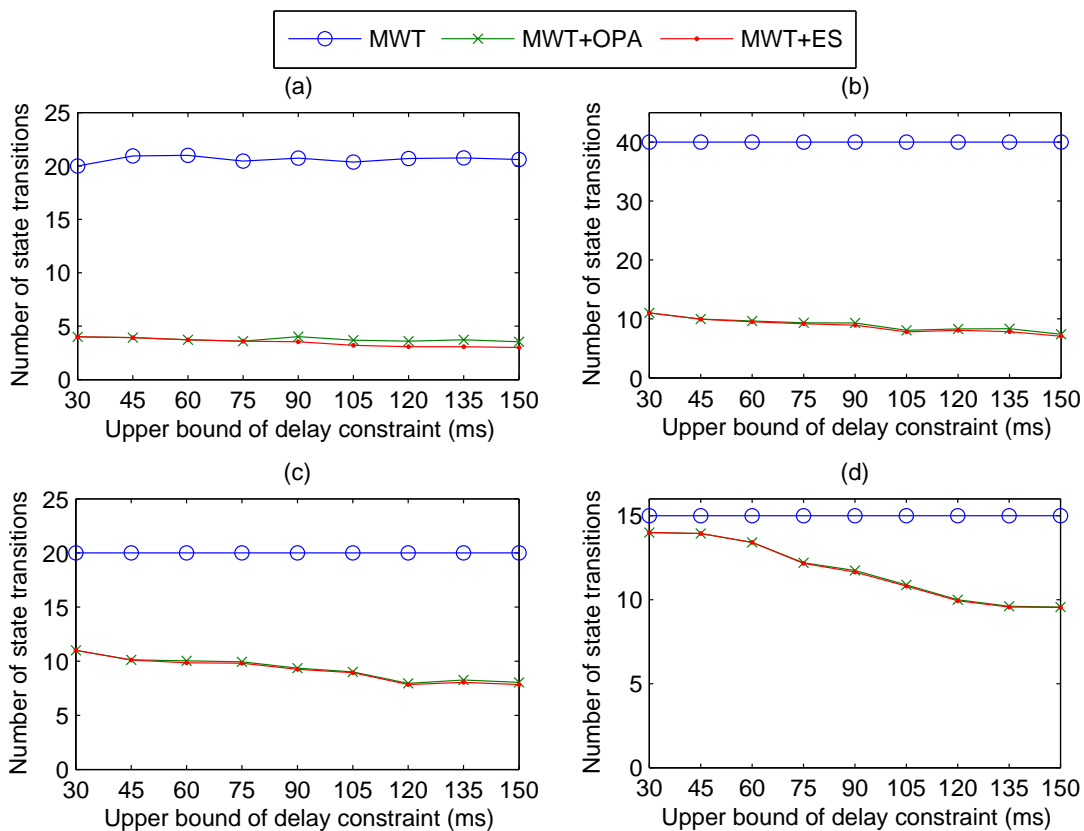 MWT MWT+OPA MWT+ES
(a)
Number of state transitions
25
20
15
10
5
0
30 45 60 75 90 105 120 135 150
Upper bound of delay constraint (ms)
(b)
Number of state transitions
40
30
20
10
0
30 45 60 75 90 105 120 135 150
Upper bound of delay constraint (ms)
(c)
Number of state transitions
25
20
15
10
5
0
30 45 60 75 90 105 120 135 150
Upper bound of delay constraint (ms)
(d)
Number of state transitions
15
10
5
0
30 45 60 75 90 105 120 135 150
Upper bound of delay constraint (ms)